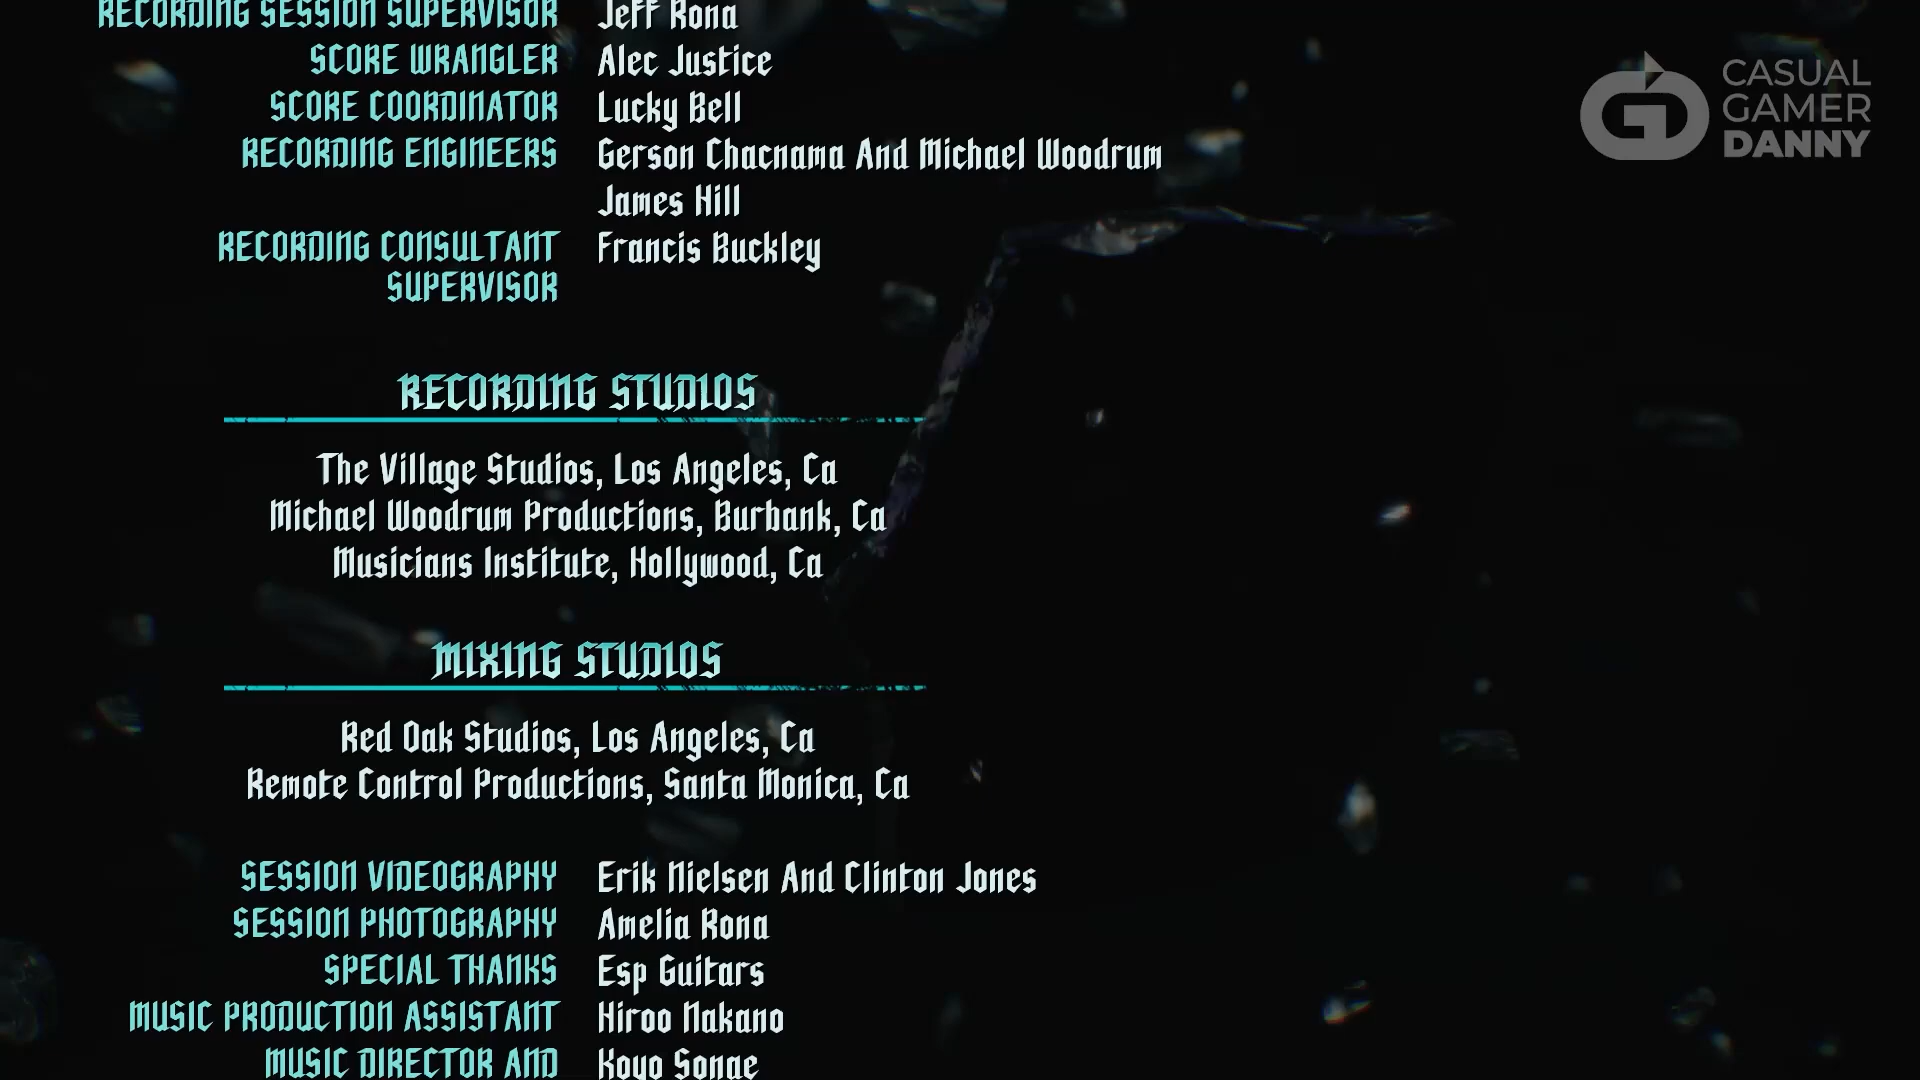 RECORDING SESSION SUPERVISOR Jeff Rona
SCORE WRANGLER Alec Justice
SCORE COORDINATOR Lucky Bell
RECORDING ENGINEERS Gerson Chacnama And Michael Woodrum
James Hill
RECORDING CONSULTANT Francis Buckley
SUPERVISOR
RECORDING STUDIOS
The Village Studios, Los Angeles, Ca
Michael Woodrum Productions, Burbank, Ca
Musicians Institute, Hollywood, Ca
MIXING STUDIOS
Red Oak Studios, Los Angeles, Ca
Remote Control Productions, Santa Monica, Ca
SESSION VIDEOGRAPHY Erik Nielsen And Clinton Jones
SESSION PHOTOGRAPHY Amelia Rona
SPECIAL THANKS Esp Guitars
MUSIC PRODUCTION ASSISTANT Hiroo Nakano
MUSIC DIRECTOR AND Koyo Sonae
CASUAL
GAMER
DANNY